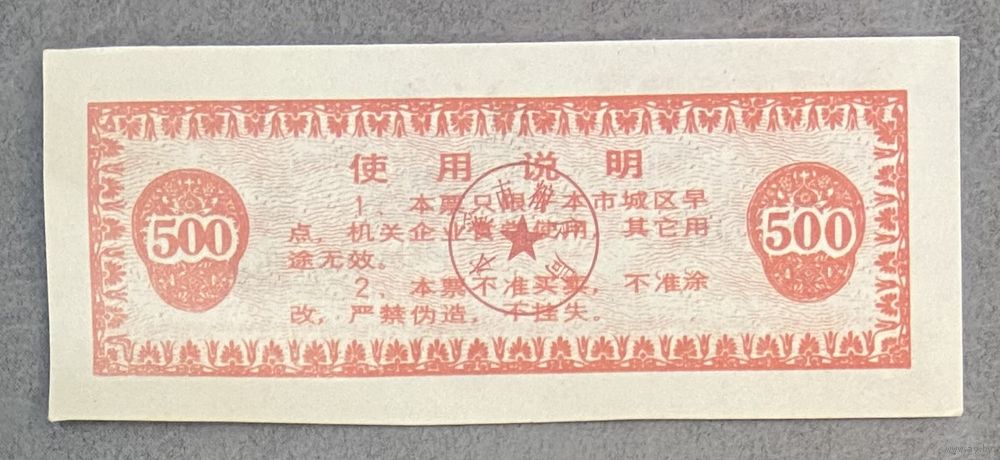 使用说明
500
500
1、本票只限在本市城区早
点，机关企业食堂使用，其它用
途无效。
2、本票不准买卖，不准涂
改，严禁伪造，不挂失。